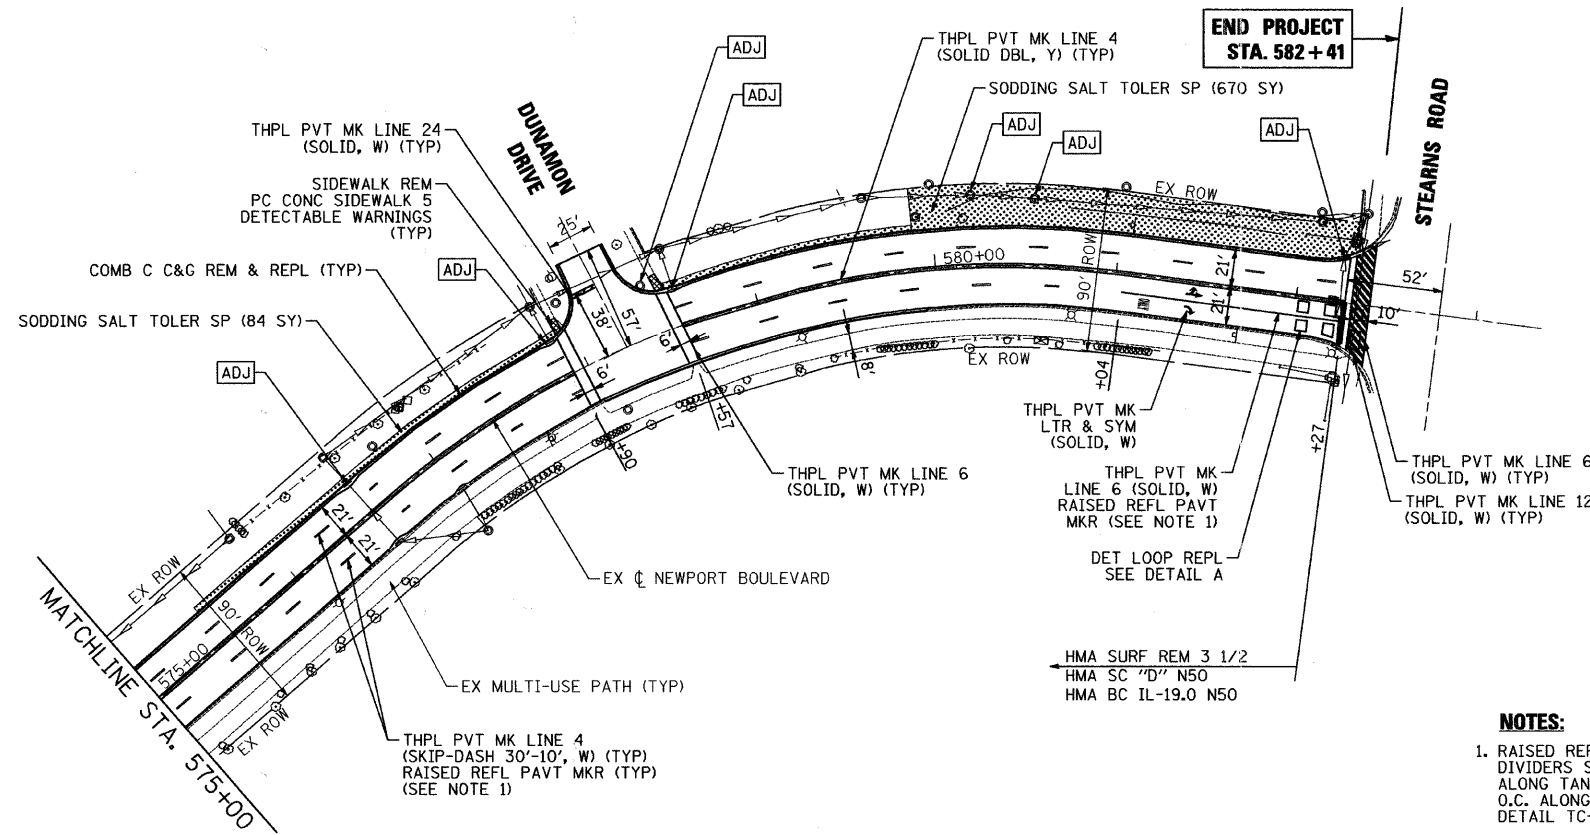 END PROJECT
STA. 582+41
STEARNS ROAD
THPL PVT MK LINE 4
(SOLID DBL, Y) (TYP)
SODDING SALT TOLER SP (670 SY)
ADJ
ADJ
ADJ
ADJ
ADJ
DUNAMON
DRIVE
THPL PVT MK LINE 24
(SOLID, W) (TYP)
SIDEWALK REM
PC CONC SIDEWALK 5
DETECTABLE WARNINGS
(TYP)
COMB C C&G REM & REPL (TYP)
ADJ
SODDING SALT TOLER SP (84 SY)
ADJ
25'
38'
57'
6'
6'
EX ROW
580+00
90' ROW
21'
21'
52'
10'
EX ROW
8'
+04
+57
+90
+27
THPL PVT MK
LTR & SYM
(SOLID, W)
THPL PVT MK LINE 6
(SOLID, W) (TYP)
THPL PVT MK
LINE 6 (SOLID, W)
RAISED REFL PAVT
MKR (SEE NOTE 1)
THPL PVT MK LINE 6
(SOLID, W) (TYP)
THPL PVT MK LINE 12
(SOLID, W) (TYP)
DET LOOP REPL
SEE DETAIL A
EX ℄ NEWPORT BOULEVARD
21'
21'
EX ROW
90' ROW
575+00
MATCHLINE STA. 575+00
EX ROW
EX MULTI-USE PATH (TYP)
THPL PVT MK LINE 4
(SKIP-DASH 30'-10', W) (TYP)
RAISED REFL PAVT MKR (TYP)
(SEE NOTE 1)
HMA SURF REM 3 1/2
HMA SC "D" N50
HMA BC IL-19.0 N50
NOTES:
1. RAISED REF
DIVIDERS S
ALONG TAN
O.C. ALONG
DETAIL TC-